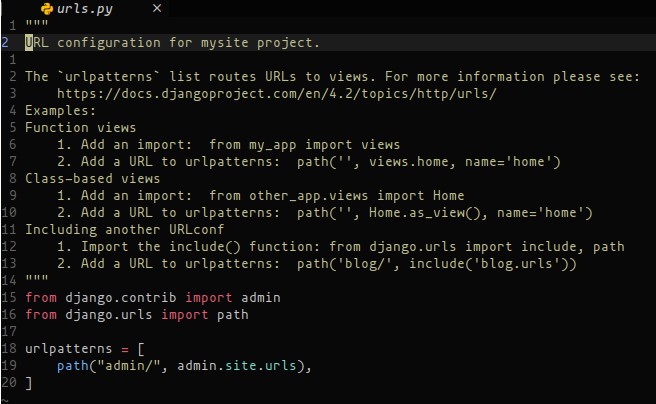 urls.py ×
1 """
2 URL configuration for mysite project.
1
2 The `urlpatterns` list routes URLs to views. For more information please see:
3     https://docs.djangoproject.com/en/4.2/topics/http/urls/
4 Examples:
5 Function views
6     1. Add an import:  from my_app import views
7     2. Add a URL to urlpatterns:  path('', views.home, name='home')
8 Class-based views
9     1. Add an import:  from other_app.views import Home
10     2. Add a URL to urlpatterns:  path('', Home.as_view(), name='home')
11 Including another URLconf
12     1. Import the include() function: from django.urls import include, path
13     2. Add a URL to urlpatterns:  path('blog/', include('blog.urls'))
14 """
15 from django.contrib import admin
16 from django.urls import path
17
18 urlpatterns = [
19     path("admin/", admin.site.urls),
20 ]
~